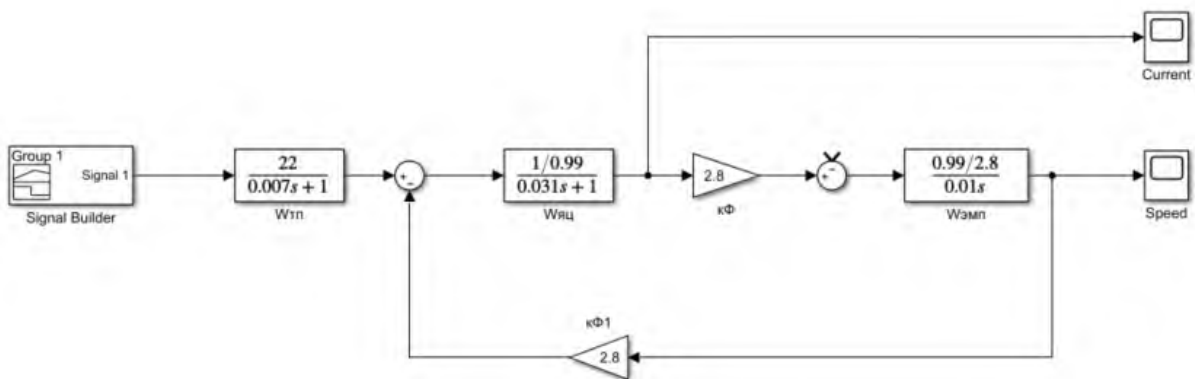 Current
Group 1
Signal 1
Signal Builder
22
0.007s + 1
Wтп
+
−
1/0.99
0.031s + 1
Wяц
2.8
кФ
+
−
0.99/2.8
0.01s
Wэмп
Speed
кФ1
2.8